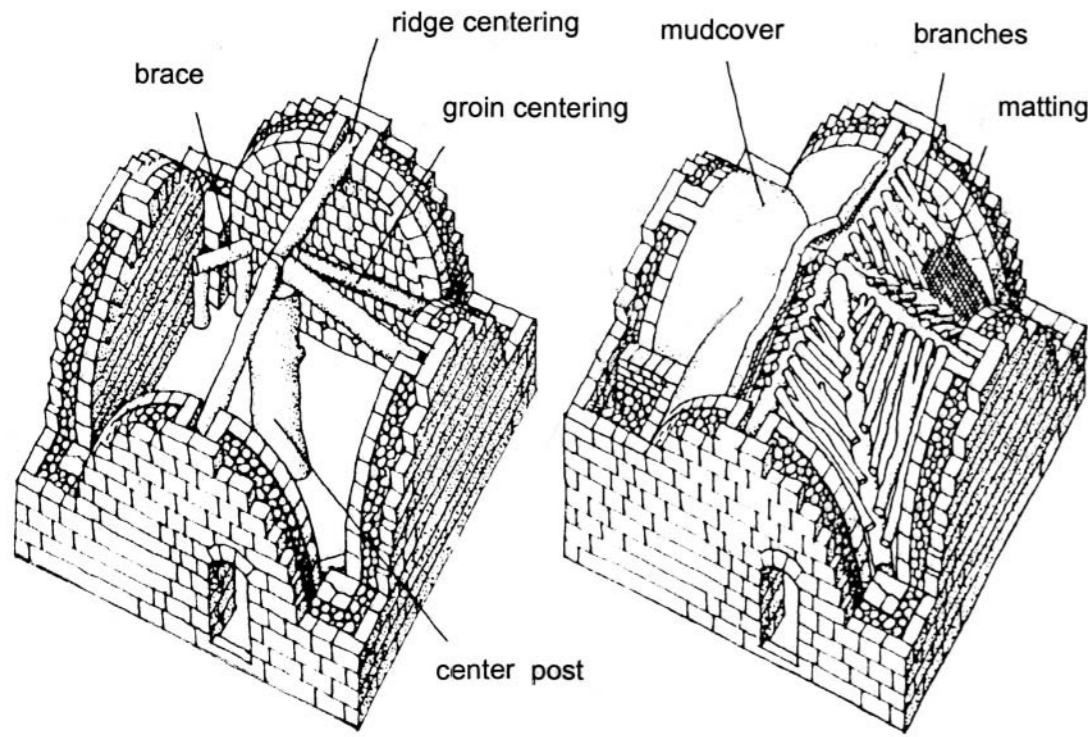 ridge centering
brace
groin centering
center post
mudcover
branches
matting